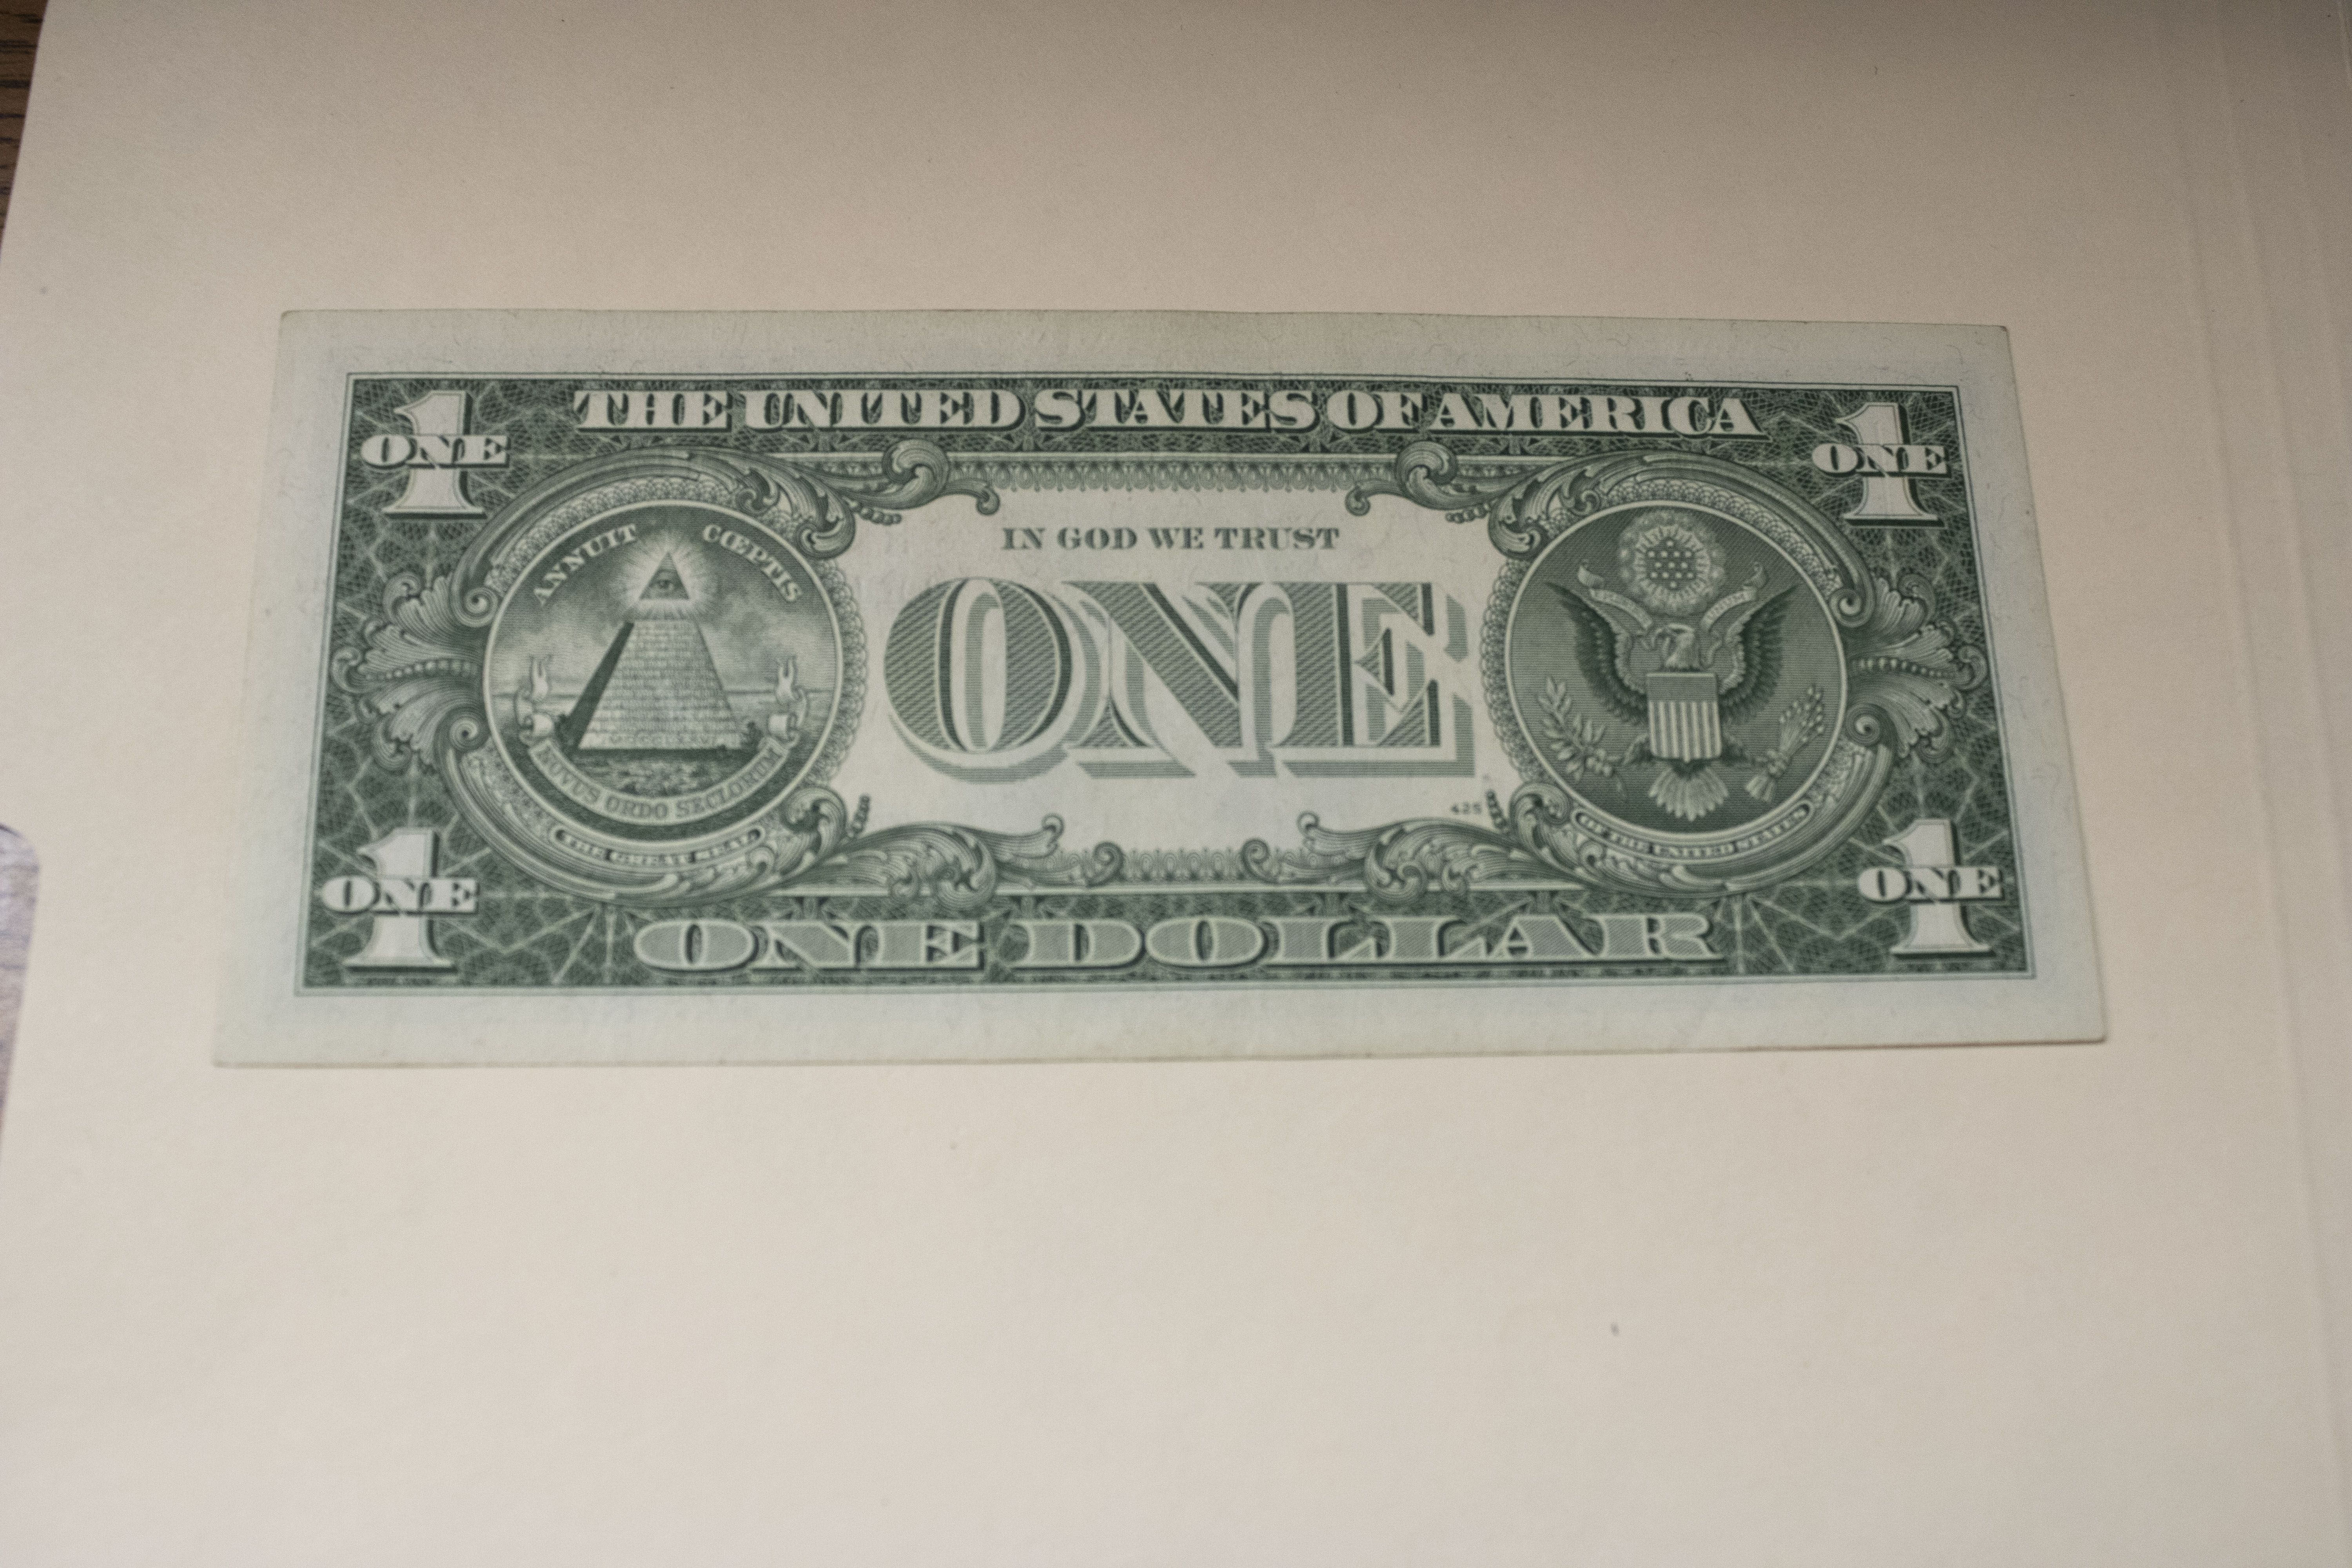 THE UNITED STATES OF AMERICA
1
ONE
1
ONE
ANNUIT CŒPTIS
IN GOD WE TRUST
ONE
NOVUS ORDO SECLORUM
425
THE GREAT SEAL
OF THE UNITED STATES
1
ONE
1
ONE
ONE DOLLAR